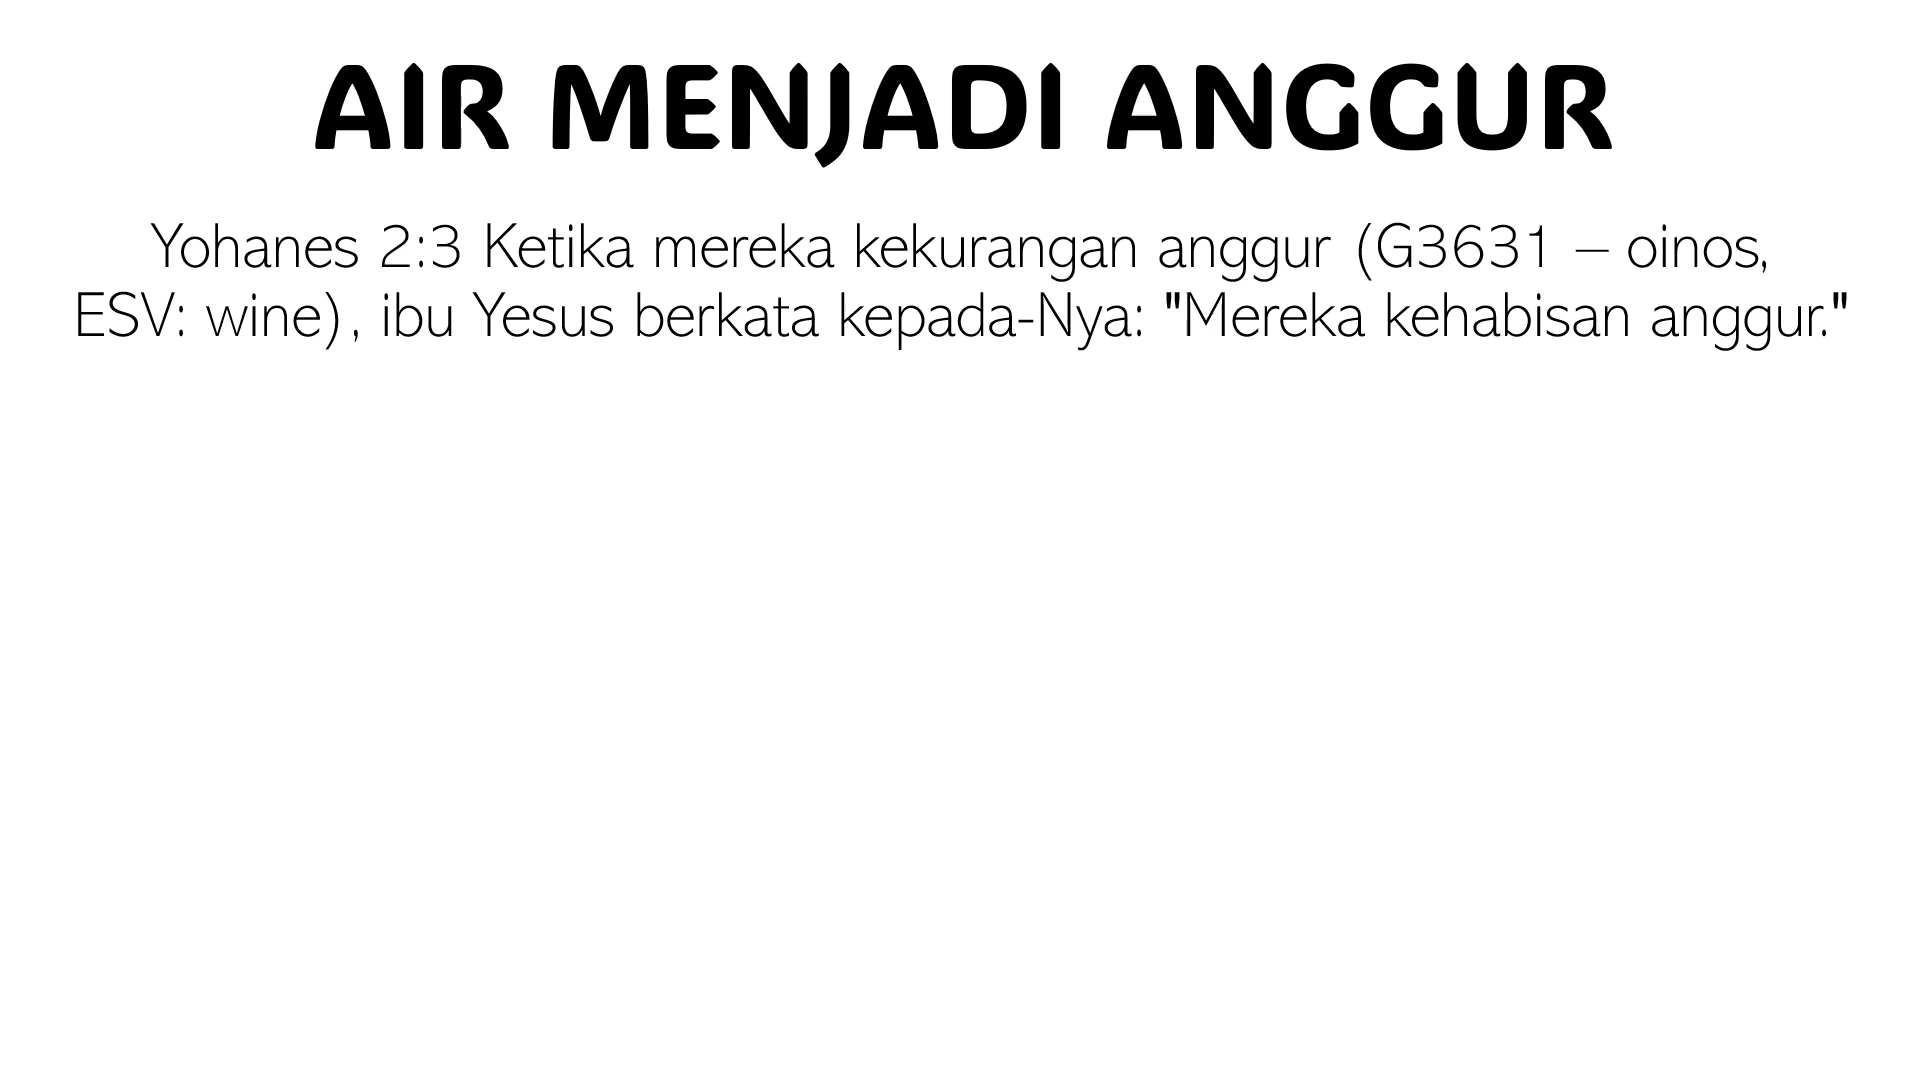 AIR MENJADI ANGGUR
Yohanes 2:3 Ketika mereka kekurangan anggur (G3631 – oinos,
ESV: wine), ibu Yesus berkata kepada-Nya: "Mereka kehabisan anggur."